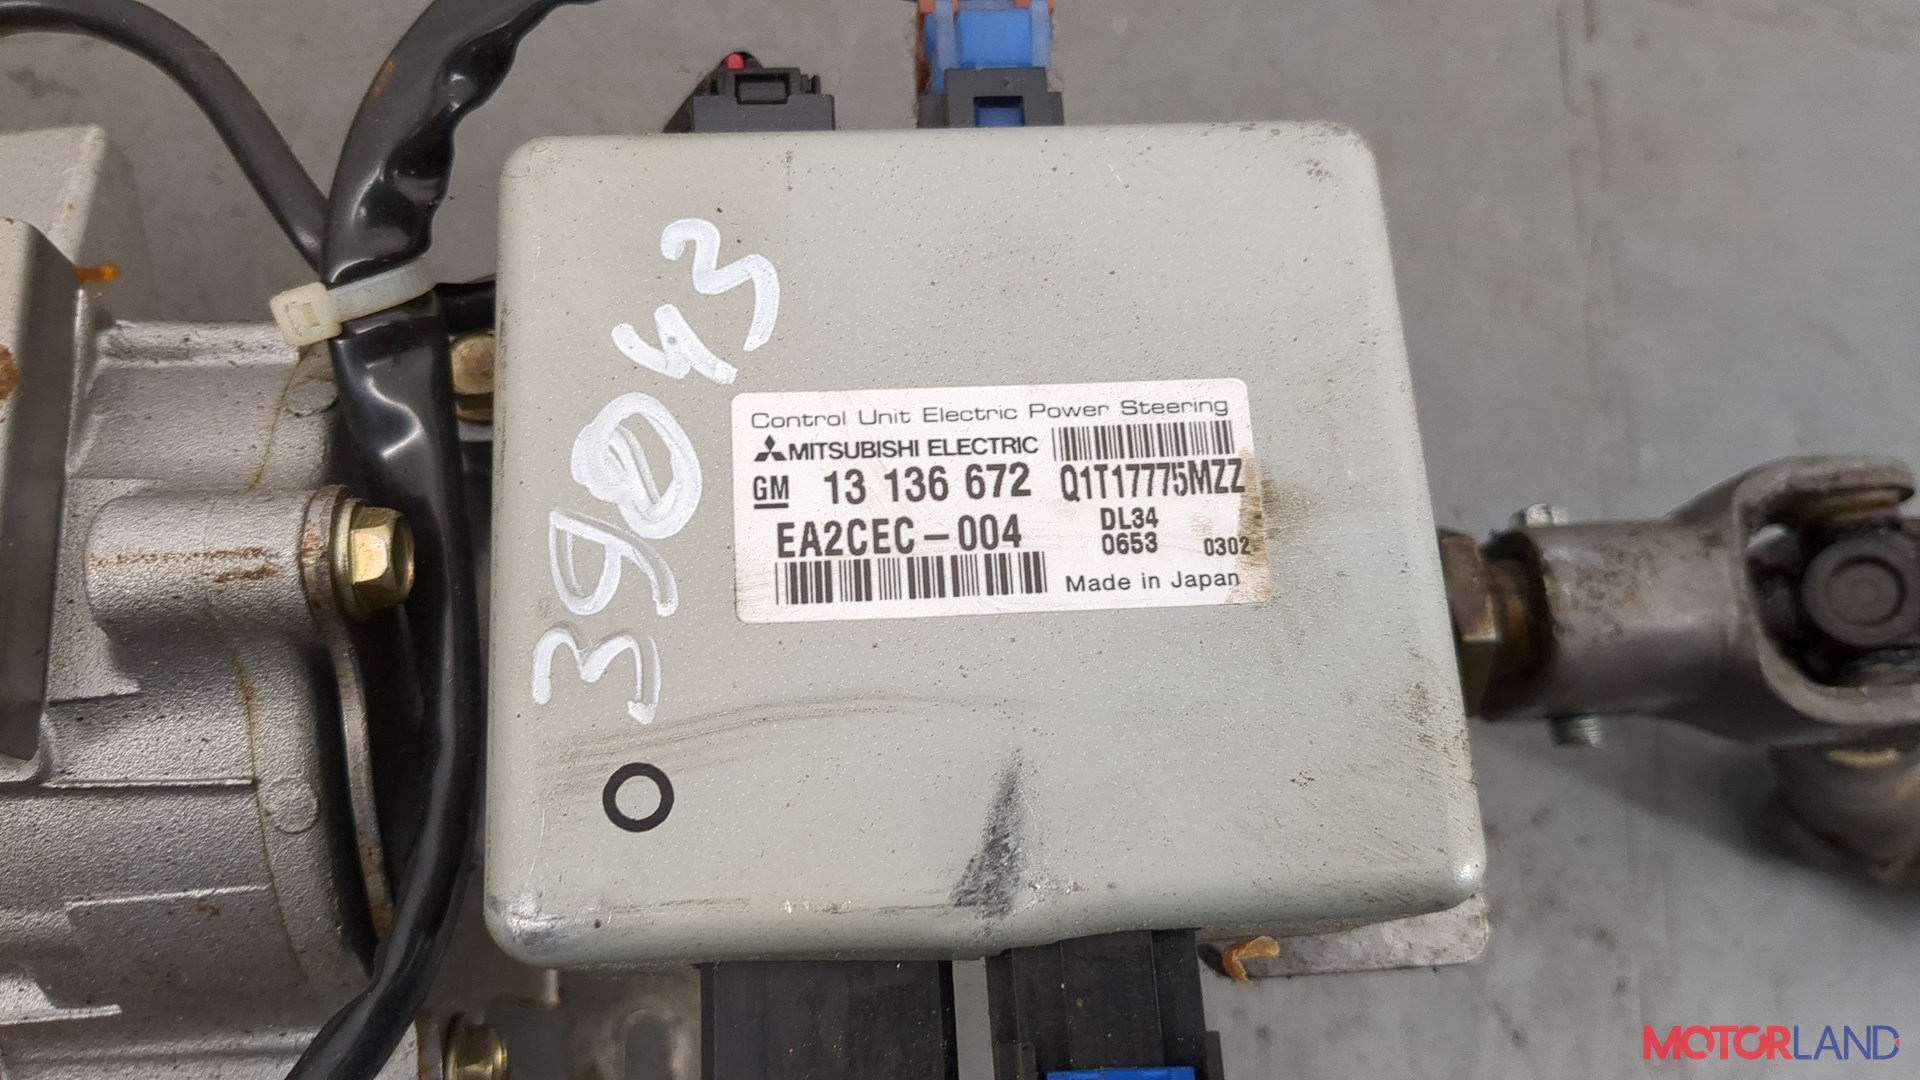 39043
Control Unit Electric Power Steering
MITSUBISHI ELECTRIC
GM 13 136 672 Q1T17775MZZ
EA2CEC-004 DL34
0653 0302
Made in Japan
MOTORLAND